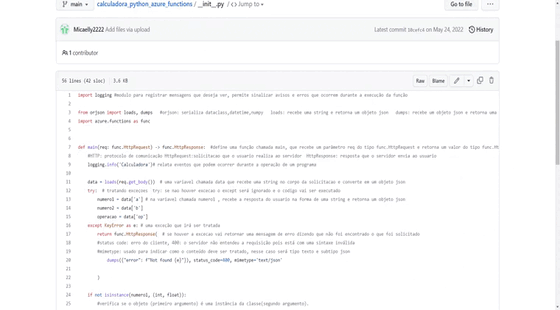 main
calculadora_python_azure_functions / __init__.py / <> Jump to
Go to file
Micaelly2222 Add files via upload
Latest commit on May 24, 2022
History
1 contributor
54 lines (42 sloc) 3.6 KB
Raw Blame
1 import logging #modulo para registrar mensagens que deseja ver, permite sinalizar avisos e erros que ocorrem durante a execução da função
2
3 from orjson import loads, dumps #orjson: serializa dataclass,datetime,numpy loads: recebe uma string e retorna um objeto json dumps: recebe um objeto json e retorna uma
4 import azure.functions as func
5
6
7 def main(req: func.HttpRequest) -> func.HttpResponse: #define uma função chamada main, que recebe um parâmetro req do tipo func.HttpRequest e retorna um valor do tipo func.Ht
8 #HTTP: protocolo de comunicação HttpRequest:solicitacao que o usuario realiza ao servidor HttpResponse: resposta que o servidor envia ao usuario
9 logging.info('Calculadora') # relata eventos que podem ocorrer durante a operação de um programa
10
11 data = loads(req.get_body()) # uma variavel chamada data que recebe uma string no corpo da solicitacao e converte em um objeto json
12 try: # tratando excecoes try: se nao houver excecao o except será ignorado e o codigo vai ser executado
13 numero1 = data['a'] # na variavel chamada numero1 , recebe a resposta do usuario na forma de uma string e retorna um objeto json
14 numero2 = data['b']
15 operacao = data['op']
16 except KeyError as e: # uma exceção que irá ser tratada
17 return func.HttpResponse( # se houver a excecao vai retornar uma mensagem de erro dizendo que não foi encontrado o que foi solicitado
18 #status code: erro do cliente, 400: o servidor não entendeu a requisição pois está com uma sintaxe inválida
19 #mimetype: usado para indicar como o conteúdo deve ser tratado, nesse caso será tipo texto e subtipo json
20 dumps({"error": f"Not found {e}"}), status_code=400, mimetype='text/json'
21
22 )
23
24 if not isinstance(numero1, (int, float)):
25 #verifica se o objeto (primeiro argumento) é uma instância da classe(segundo argumento).